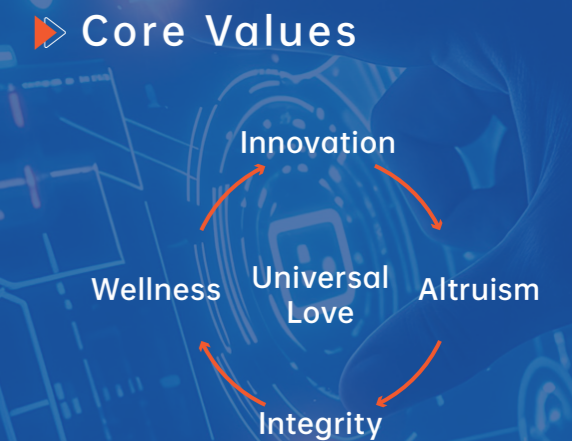 Core Values
Innovation
Wellness
Universal
Love
Altruism
Integrity